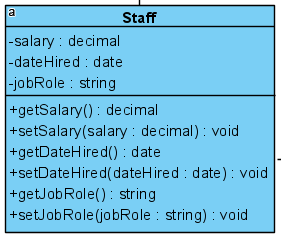 a
Staff
-salary : decimal
-dateHired : date
-jobRole : string
+getSalary() : decimal
+setSalary(salary : decimal) : void
+getDateHired() : date
+setDateHired(dateHired : date) : void
+getJobRole() : string
+setJobRole(jobRole : string) : void